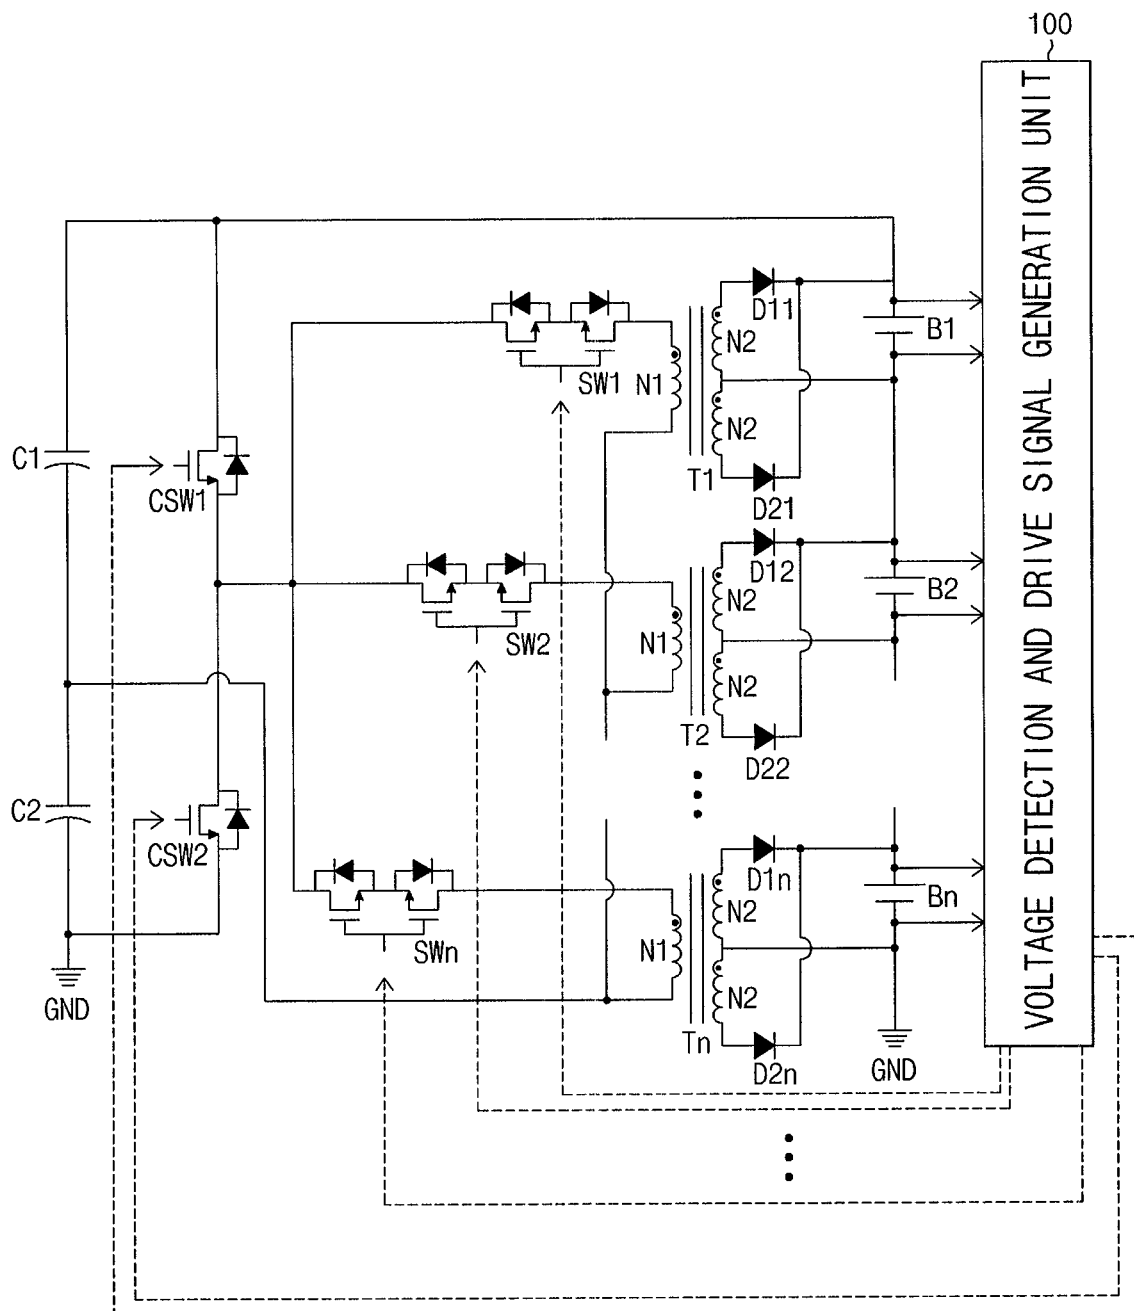 100
VOLTAGE DETECTION AND DRIVE SIGNAL GENERATION UNIT
D11
N2
B1
SW1
N1
N2
C1
T1
CSW1
D21
D12
N2
B2
SW2
N1
N2
T2
D22
C2
CSW2
D1n
N2
Bn
SWn
N1
N2
GND
Tn
D2n
GND